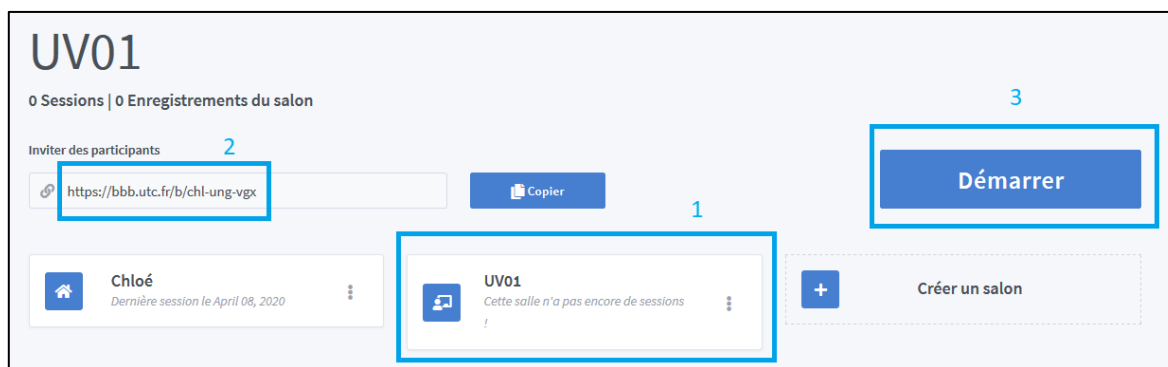 UV01
0 Sessions | 0 Enregistrements du salon
3
Inviter des participants
2
https://bbb.utc.fr/b/chl-ung-vgx
Copier
Démarrer
1
Chloé
Dernière session le April 08, 2020
UV01
Cette salle n'a pas encore de sessions
!
Créer un salon